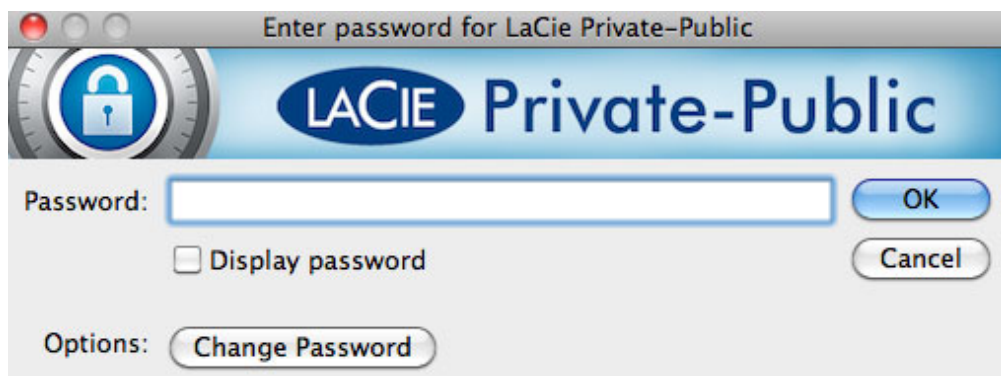 Enter password for LaCie Private-Public
LACIE Private-Public
Password:
OK
Display password
Cancel
Options: Change Password